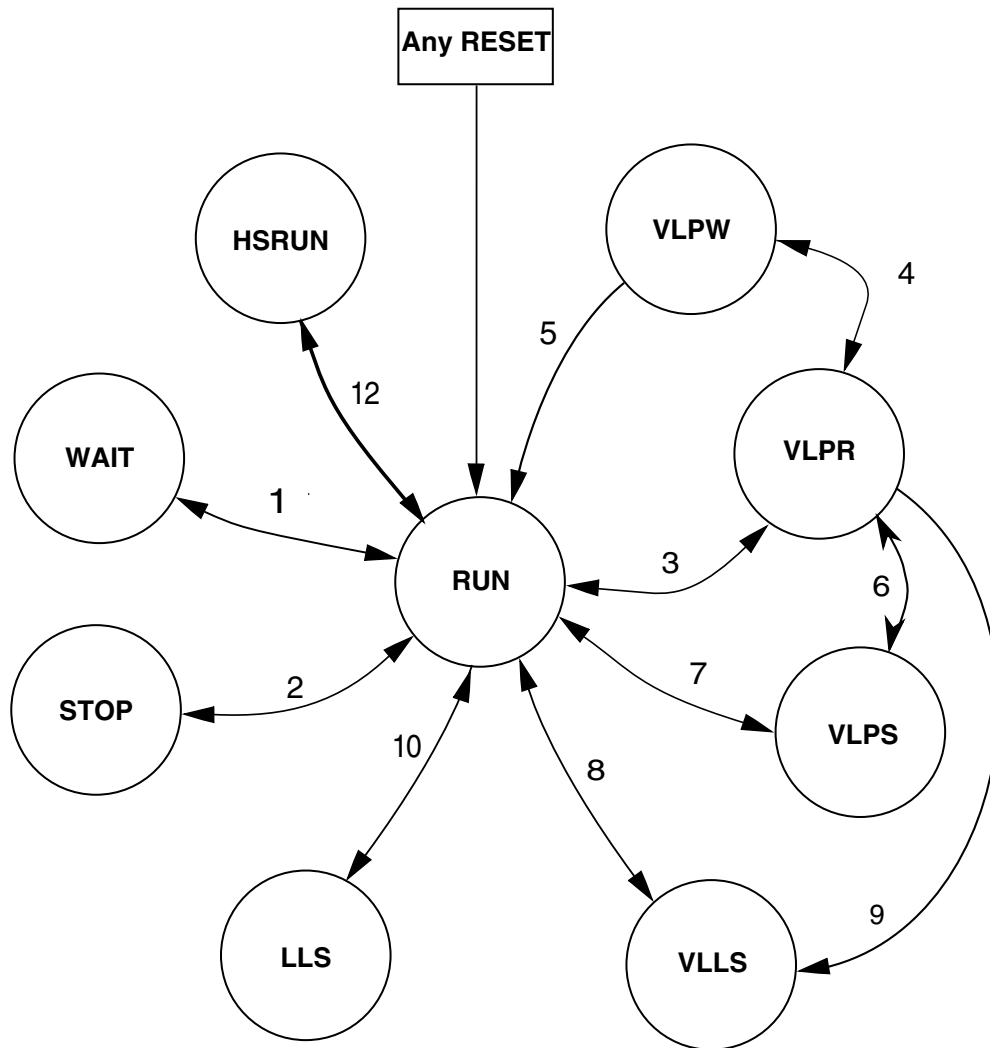 Any RESET
VLPW
HSRUN
4
5
12
VLPR
WAIT
1
3
RUN
6
7
2
STOP
VLPS
10
8
9
LLS
VLLS